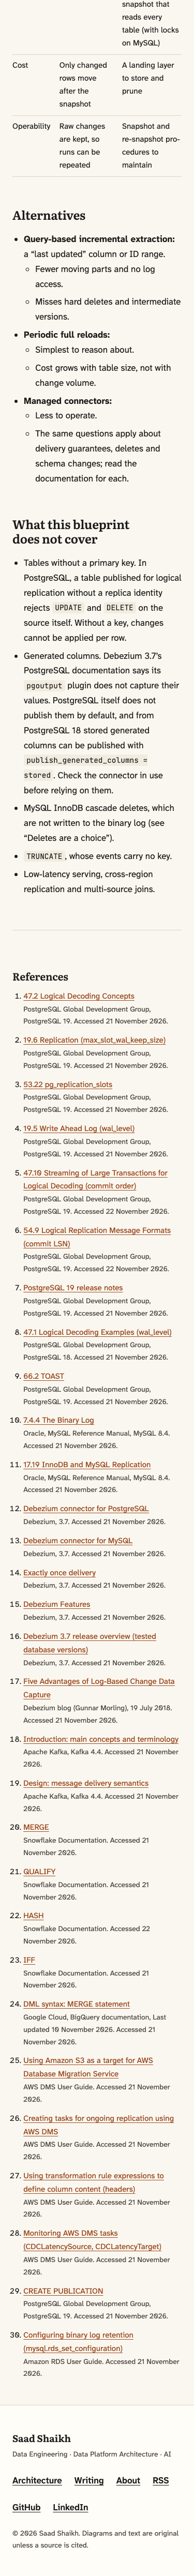 snapshot that
reads every
table (with locks
on MySQL)
Cost
Only changed
rows move
after the
snapshot
A landing layer
to store and
prune
Operability
Raw changes
are kept, so
runs can be
repeated
Snapshot and
re-snapshot pro-
cedures to
maintain
Alternatives
• Query-based incremental extraction:
a “last updated” column or ID range.
◦ Fewer moving parts and no log
access.
◦ Misses hard deletes and intermediate
versions.
• Periodic full reloads:
◦ Simplest to reason about.
◦ Cost grows with table size, not with
change volume.
• Managed connectors:
◦ Less to operate.
◦ The same questions apply about
delivery guarantees, deletes and
schema changes; read the
documentation for each.
What this blueprint
does not cover
• Tables without a primary key. In
PostgreSQL, a table published for logical
replication without a replica identity
rejects UPDATE and DELETE on the
source itself. Without a key, changes
cannot be applied per row.
• Generated columns. Debezium 3.7’s
PostgreSQL documentation says its
pgoutput plugin does not capture their
values. PostgreSQL itself does not
publish them by default, and from
PostgreSQL 18 stored generated
columns can be published with
publish_generated_columns =
stored. Check the connector in use
before relying on them.
• MySQL InnoDB cascade deletes, which
are not written to the binary log (see
“Deletes are a choice”).
• TRUNCATE, whose events carry no key.
• Low-latency serving, cross-region
replication and multi-source joins.
References
1. 47.2 Logical Decoding Concepts
PostgreSQL Global Development Group,
PostgreSQL 19. Accessed 21 November 2026.
2. 19.6 Replication (max_slot_wal_keep_size)
PostgreSQL Global Development Group,
PostgreSQL 19. Accessed 21 November 2026.
3. 53.22 pg_replication_slots
PostgreSQL Global Development Group,
PostgreSQL 19. Accessed 21 November 2026.
4. 19.5 Write Ahead Log (wal_level)
PostgreSQL Global Development Group,
PostgreSQL 19. Accessed 21 November 2026.
5. 47.10 Streaming of Large Transactions for
Logical Decoding (commit order)
PostgreSQL Global Development Group,
PostgreSQL 19. Accessed 22 November 2026.
6. 54.9 Logical Replication Message Formats
(commit LSN)
PostgreSQL Global Development Group,
PostgreSQL 19. Accessed 22 November 2026.
7. PostgreSQL 19 release notes
PostgreSQL Global Development Group,
PostgreSQL 19. Accessed 21 November 2026.
8. 47.1 Logical Decoding Examples (wal_level)
PostgreSQL Global Development Group,
PostgreSQL 18. Accessed 21 November 2026.
9. 66.2 TOAST
PostgreSQL Global Development Group,
PostgreSQL 19. Accessed 21 November 2026.
10. 7.4.4 The Binary Log
Oracle, MySQL Reference Manual, MySQL 8.4.
Accessed 21 November 2026.
11. 17.19 InnoDB and MySQL Replication
Oracle, MySQL Reference Manual, MySQL 8.4.
Accessed 21 November 2026.
12. Debezium connector for PostgreSQL
Debezium, 3.7. Accessed 21 November 2026.
13. Debezium connector for MySQL
Debezium, 3.7. Accessed 21 November 2026.
14. Exactly once delivery
Debezium, 3.7. Accessed 21 November 2026.
15. Debezium Features
Debezium, 3.7. Accessed 21 November 2026.
16. Debezium 3.7 release overview (tested
database versions)
Debezium, 3.7. Accessed 21 November 2026.
17. Five Advantages of Log-Based Change Data
Capture
Debezium blog (Gunnar Morling), 19 July 2018.
Accessed 21 November 2026.
18. Introduction: main concepts and terminology
Apache Kafka, Kafka 4.4. Accessed 21 November
2026.
19. Design: message delivery semantics
Apache Kafka, Kafka 4.4. Accessed 21 November
2026.
20. MERGE
Snowflake Documentation. Accessed 21
November 2026.
21. QUALIFY
Snowflake Documentation. Accessed 21
November 2026.
22. HASH
Snowflake Documentation. Accessed 22
November 2026.
23. IFF
Snowflake Documentation. Accessed 21
November 2026.
24. DML syntax: MERGE statement
Google Cloud, BigQuery documentation, Last
updated 10 November 2026. Accessed 21
November 2026.
25. Using Amazon S3 as a target for AWS
Database Migration Service
AWS DMS User Guide. Accessed 21 November
2026.
26. Creating tasks for ongoing replication using
AWS DMS
AWS DMS User Guide. Accessed 21 November
2026.
27. Using transformation rule expressions to
define column content (headers)
AWS DMS User Guide. Accessed 21 November
2026.
28. Monitoring AWS DMS tasks
(CDCLatencySource, CDCLatencyTarget)
AWS DMS User Guide. Accessed 21 November
2026.
29. CREATE PUBLICATION
PostgreSQL Global Development Group,
PostgreSQL 19. Accessed 21 November 2026.
30. Configuring binary log retention
(mysql.rds_set_configuration)
Amazon RDS User Guide. Accessed 21 November
2026.
Saad Shaikh
Data Engineering · Data Platform Architecture · AI
Architecture Writing About RSS
GitHub LinkedIn
© 2026 Saad Shaikh. Diagrams and text are original
unless a source is cited.